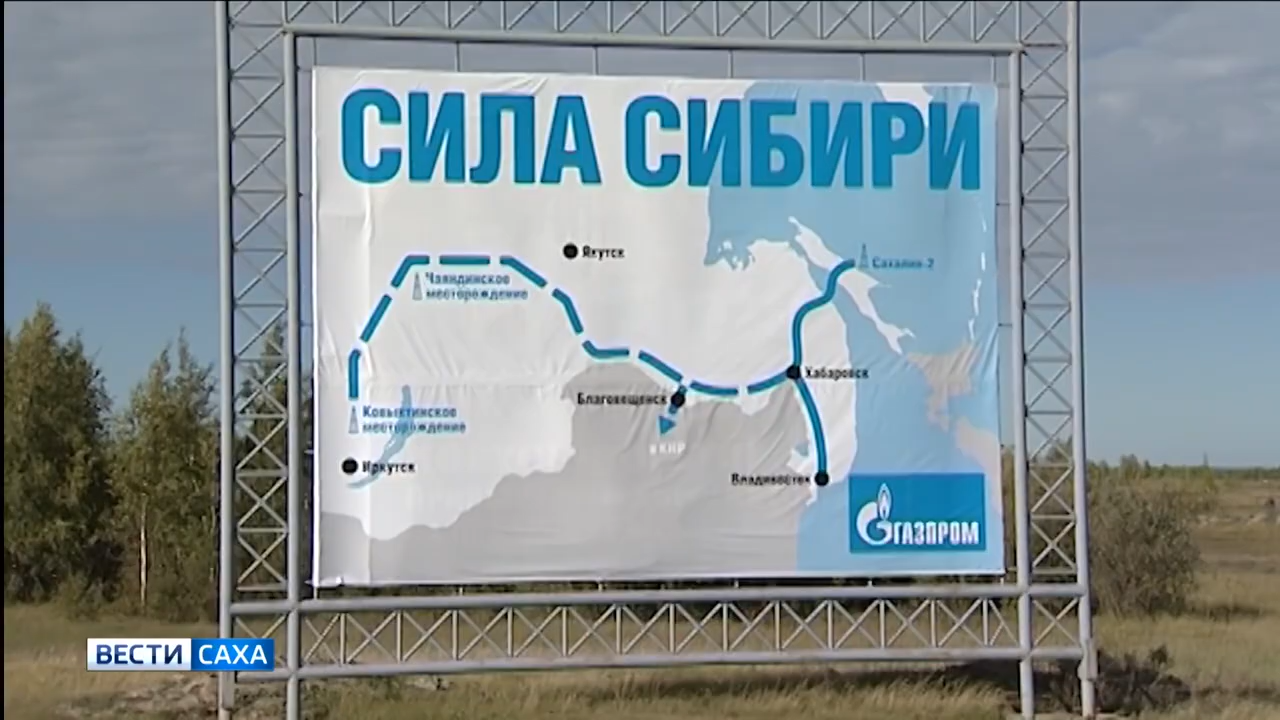 СИЛА СИБИРИ
Якутск
Сахалин-2
Чаяндинское
месторождение
Хабаровск
Благовещенск
в КНР
Ковыктинское
месторождение
Иркутск
Владивосток
ГАЗПРОМ
ВЕСТИ САХА